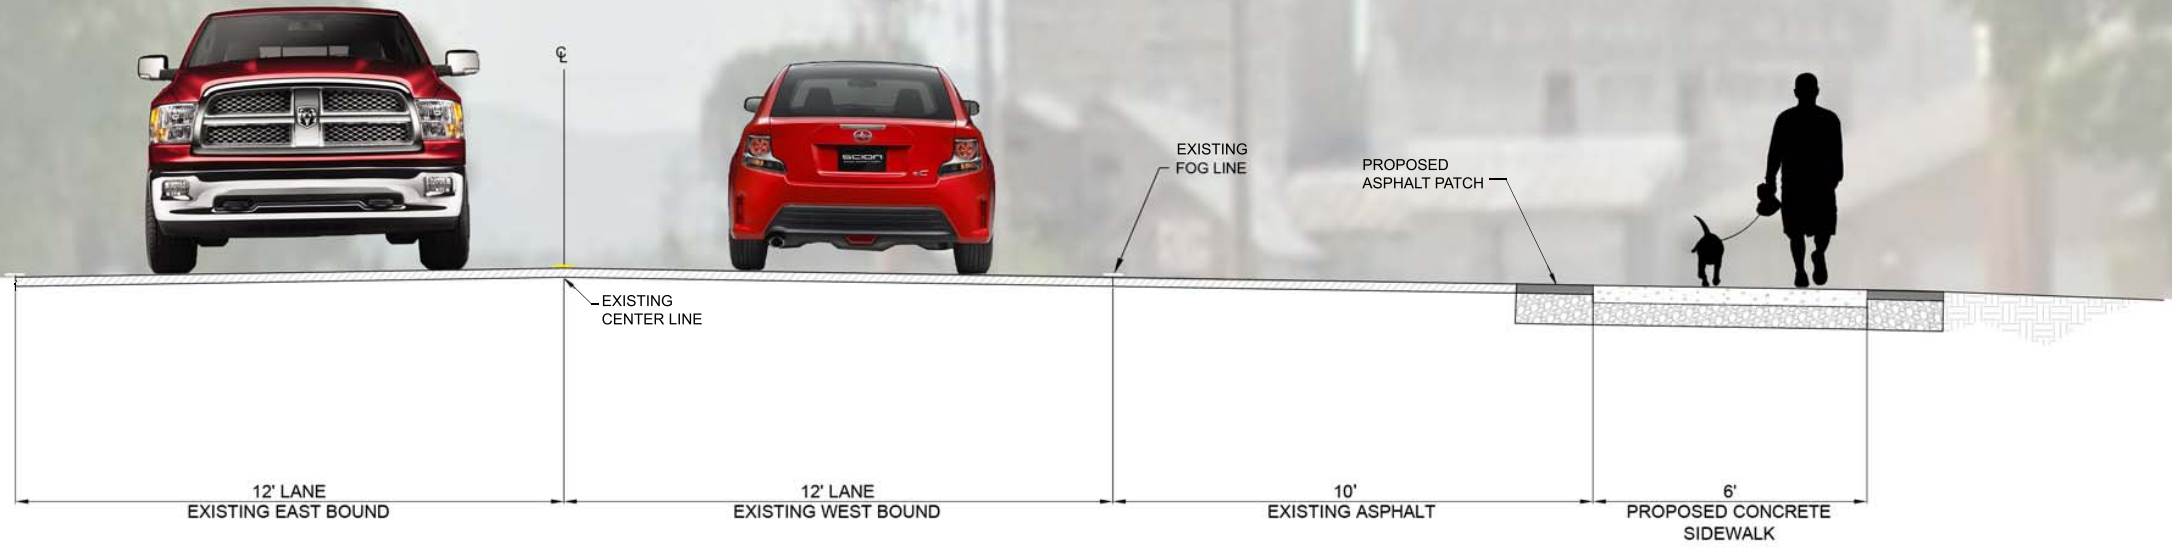 ℄
SCION
EXISTING
FOG LINE
PROPOSED
ASPHALT PATCH
EXISTING
CENTER LINE
12' LANE
EXISTING EAST BOUND
12' LANE
EXISTING WEST BOUND
10'
EXISTING ASPHALT
6'
PROPOSED CONCRETE
SIDEWALK